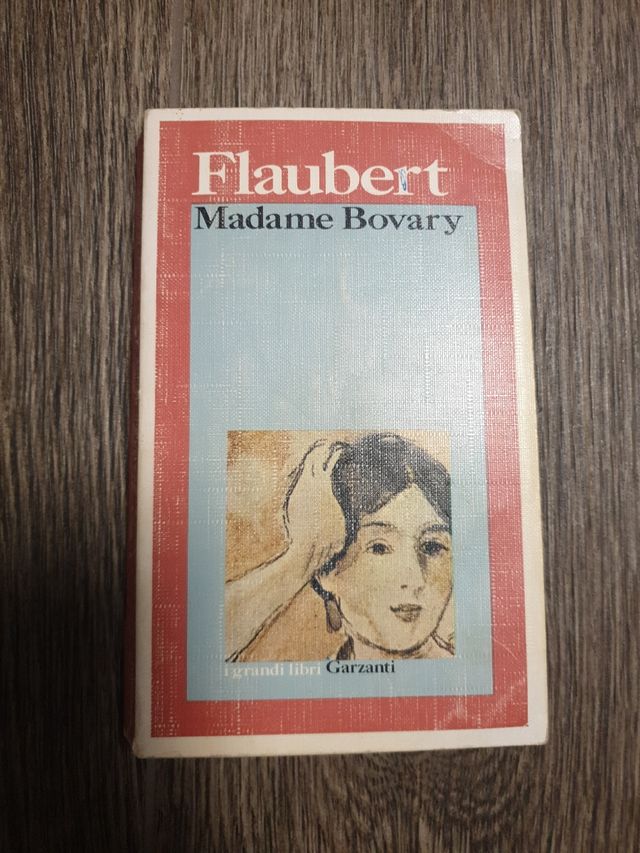 Flaubert
Madame Bovary
i grandi libri Garzanti